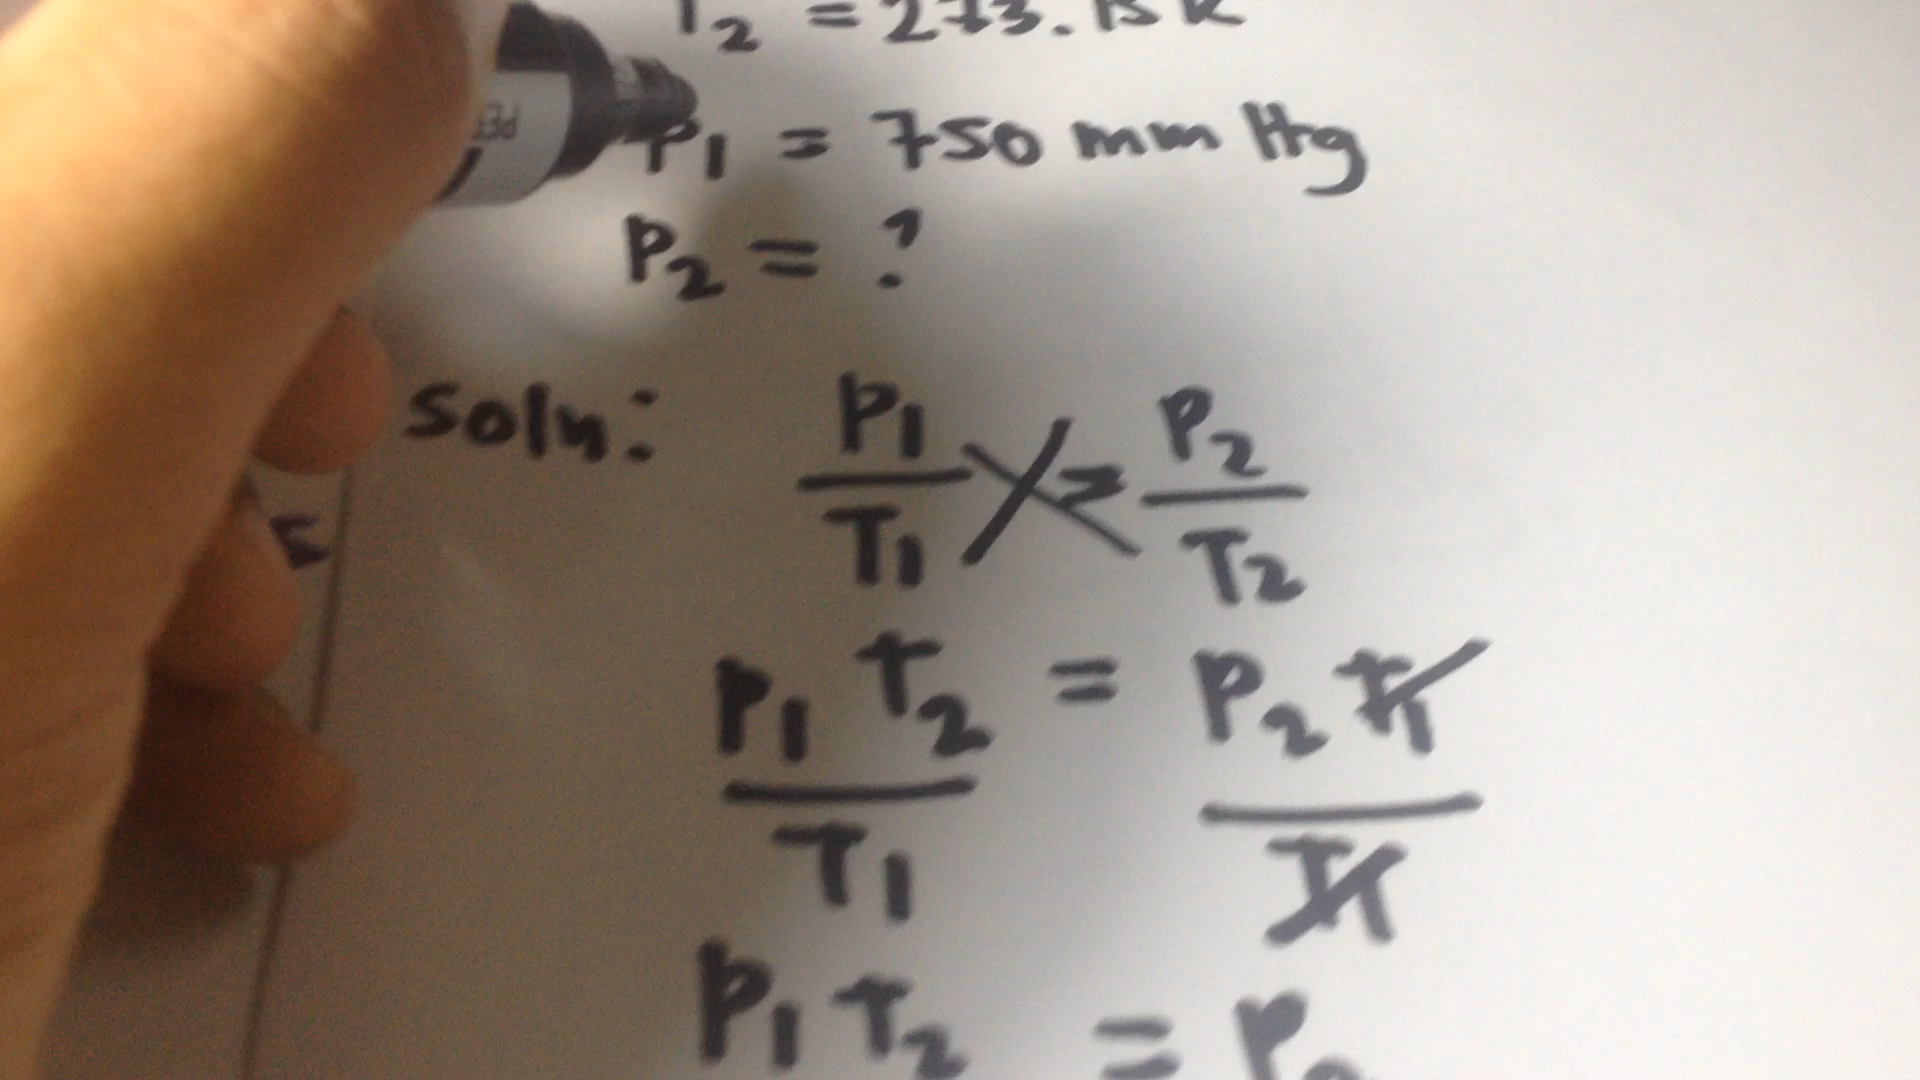 T2 = 273.15 K
P1 = 750 mm Hg
P2 = ?
Soln: P1 = P2
T1 T2
P1 T2 = P2 T1
T1 T1
P1 T2 = P2